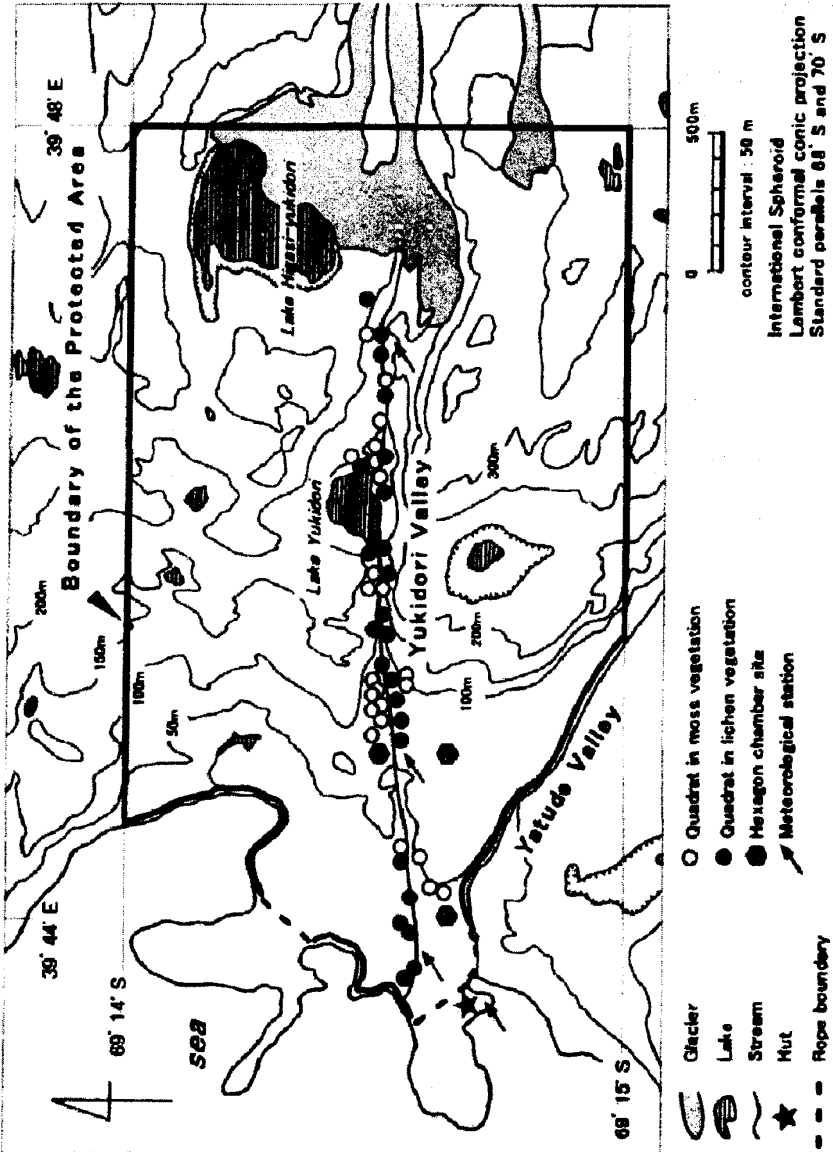 Boundary of the Protected Area
39° 44' E
39° 48' E
69° 14' S
69° 15' S
sea
200m
150m
100m
50m
Lake Yukidori
Lake Higasi-yukidori
Yukidori Valley
300m
200m
100m
Yatude Valley
Glacier
Lake
Stream
Hut
Rope boundary
Quadrat in moss vegetation
Quadrat in lichen vegetation
Hexagon chamber site
Meteorological station
0
500m
contour interval : 50 m
International Spheroid
Lambert conformal conic projection
Standard parallels 68° S and 70° S